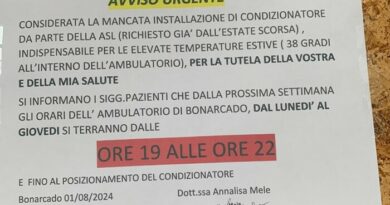 AVVISO URGENTE
CONSIDERATA LA MANCATA INSTALLAZIONE DI CONDIZIONATORE
DA PARTE DELLA ASL (RICHIESTO GIA' DALL'ESTATE SCORSA) ,
INDISPENSABILE PER LE ELEVATE TEMPERATURE ESTIVE ( 38 GRADI
ALL'INTERNO DELL'AMBULATORIO), PER LA TUTELA DELLA VOSTRA
E DELLA MIA SALUTE
SI INFORMANO I SIGG.PAZIENTI CHE DALLA PROSSIMA SETTIMANA
GLI ORARI DELL' AMBULATORIO DI BONARCADO, DAL LUNEDI' AL
GIOVEDI SI TERRANNO DALLE
ORE 19 ALLE ORE 22
E FINO AL POSIZIONAMENTO DEL CONDIZIONATORE
Bonarcado 01/08/2024 Dott.ssa Annalisa Mele